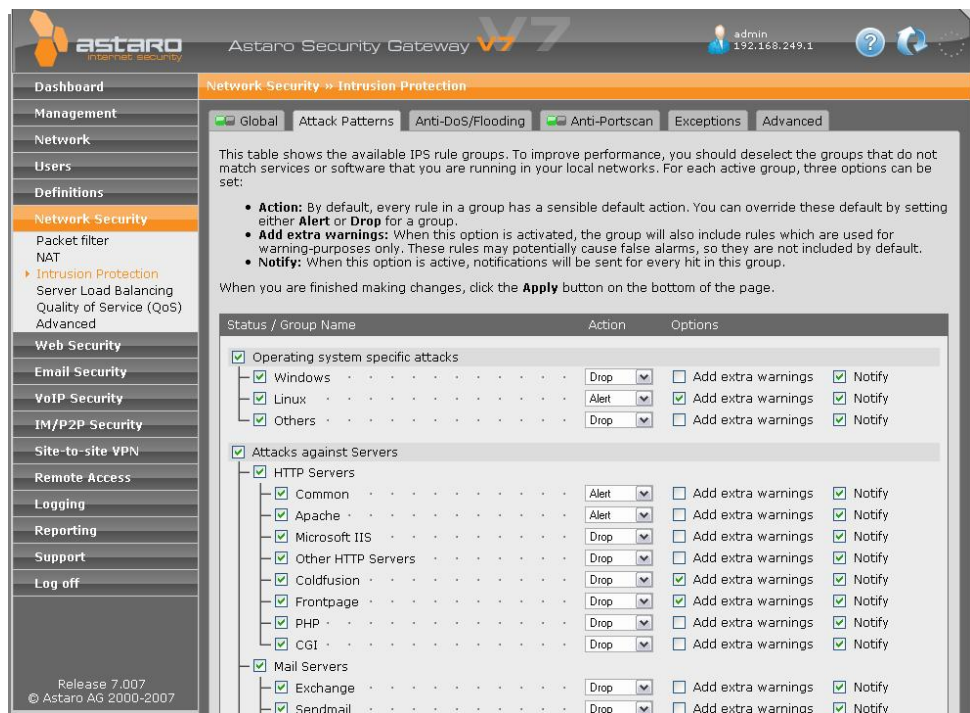 astaro
internet security
Astaro Security Gateway V7
admin
192.168.249.1
Dashboard
Management
Network
Users
Definitions
Network Security
Packet filter
NAT
Intrusion Protection
Server Load Balancing
Quality of Service (QoS)
Advanced
Web Security
Email Security
VoIP Security
IM/P2P Security
Site-to-site VPN
Remote Access
Logging
Reporting
Support
Log off
Release 7.007
© Astaro AG 2000-2007
Network Security » Intrusion Protection
Global Attack Patterns Anti-DoS/Flooding Anti-Portscan Exceptions Advanced
This table shows the available IPS rule groups. To improve performance, you should deselect the groups that do not
match services or software that you are running in your local networks. For each active group, three options can be
set:
• Action: By default, every rule in a group has a sensible default action. You can override these default by setting
either Alert or Drop for a group.
• Add extra warnings: When this option is activated, the group will also include rules which are used for
warning-purposes only. These rules may potentially cause false alarms, so they are not included by default.
• Notify: When this option is active, notifications will be sent for every hit in this group.
When you are finished making changes, click the Apply button on the bottom of the page.
Status / Group Name Action Options
Operating system specific attacks
Windows Drop Add extra warnings Notify
Linux Alert Add extra warnings Notify
Others Drop Add extra warnings Notify
Attacks against Servers
HTTP Servers
Common Alert Add extra warnings Notify
Apache Alert Add extra warnings Notify
Microsoft IIS Drop Add extra warnings Notify
Other HTTP Servers Drop Add extra warnings Notify
Coldfusion Drop Add extra warnings Notify
Frontpage Drop Add extra warnings Notify
PHP Drop Add extra warnings Notify
CGI Drop Add extra warnings Notify
Mail Servers
Exchange Drop Add extra warnings Notify
Sendmail Drop Add extra warnings Notify